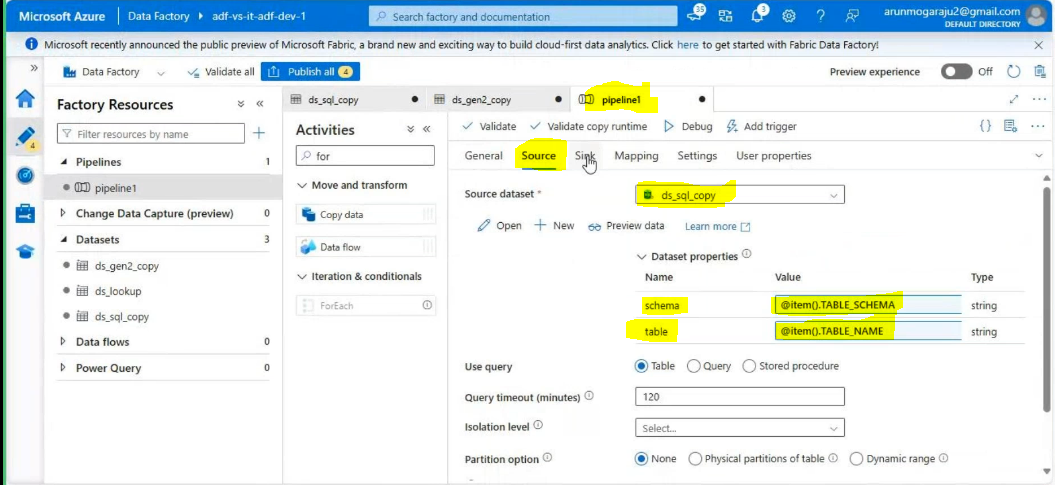 Microsoft Azure Data Factory adf-vs-it-adf-dev-1 Search factory and documentation 35 3 ? arunmogaraju2@gmail.com
DEFAULT DIRECTORY
Microsoft recently announced the public preview of Microsoft Fabric, a brand new and exciting way to build cloud-first data analytics. Click here to get started with Fabric Data Factory!
» Data Factory Validate all Publish all 4 Preview experience Off
Factory Resources
Filter resources by name
4
Pipelines 1
pipeline1
Change Data Capture (preview) 0
Datasets 3
ds_gen2_copy
ds_lookup
ds_sql_copy
Data flows 0
Power Query 0
ds_sql_copy ds_gen2_copy pipeline1
Activities
for
Move and transform
Copy data
Data flow
Iteration & conditionals
ForEach
Validate Validate copy runtime Debug Add trigger {}
General Source Sink Mapping Settings User properties
Source dataset * ds_sql_copy
Open New Preview data Learn more
Dataset properties
Name Value Type
schema @item().TABLE_SCHEMA string
table @item().TABLE_NAME string
Use query Table Query Stored procedure
Query timeout (minutes) 120
Isolation level Select...
Partition option None Physical partitions of table Dynamic range